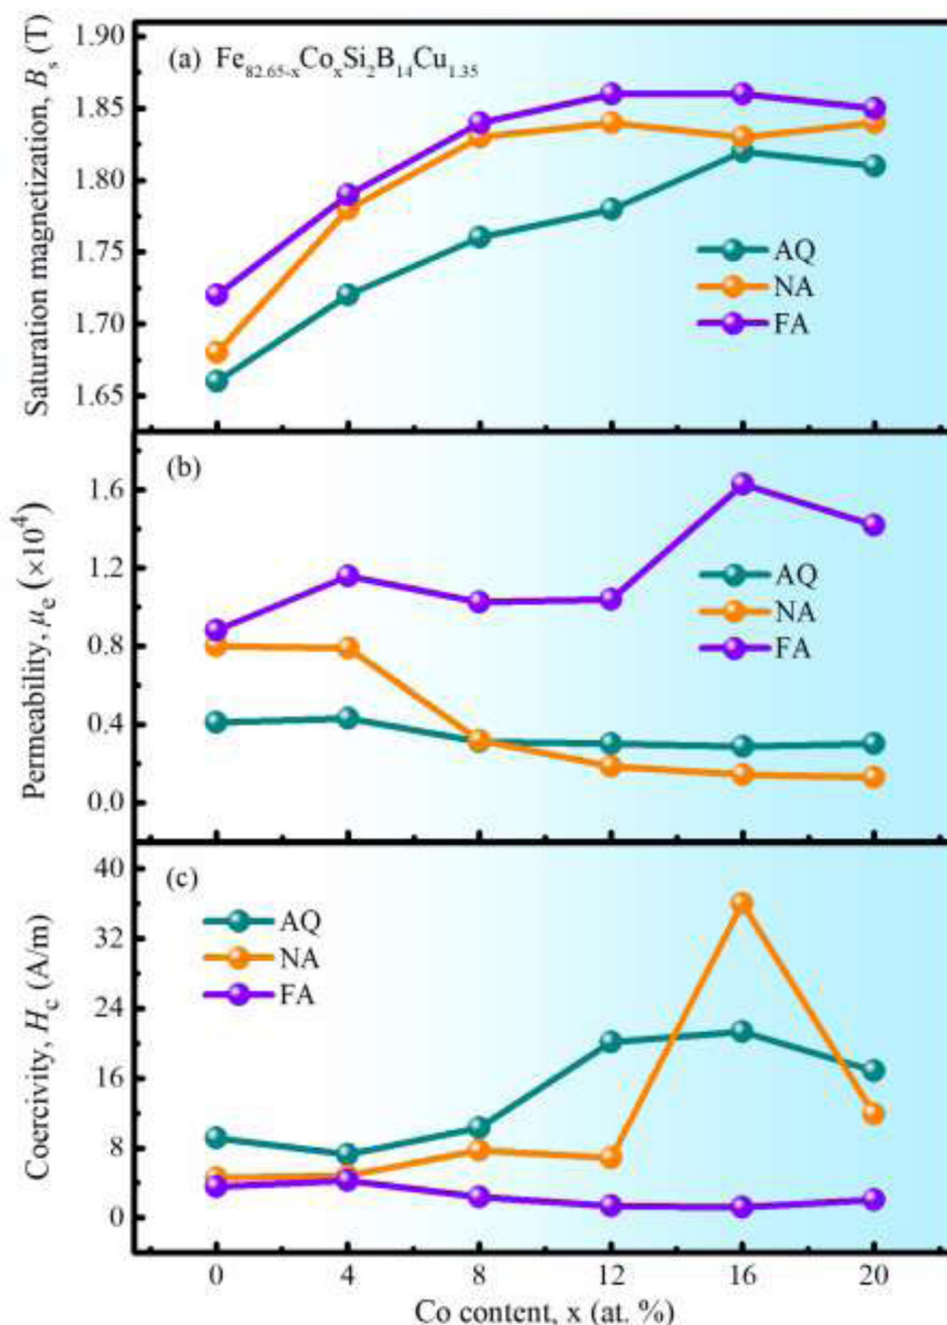 Saturation magnetization, Bs (T)
1.90
1.85
1.80
1.75
1.70
1.65
(a) Fe82.65-xCoxSi2B14Cu1.35
AQ
NA
FA
Permeability, μe (×10⁴)
1.6
1.2
0.8
0.4
0.0
(b)
AQ
NA
FA
Coercivity, Hc (A/m)
40
32
24
16
8
0
(c)
AQ
NA
FA
0 4 8 12 16 20
Co content, x (at. %)